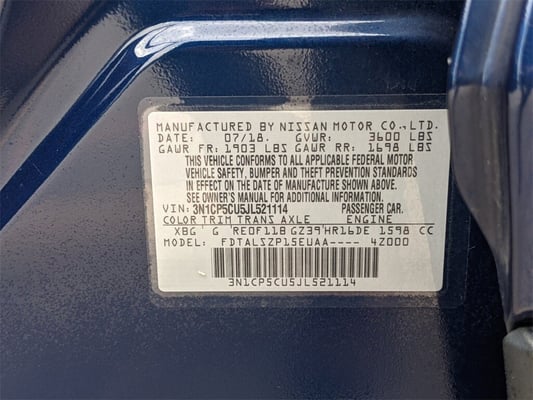 MANUFACTURED BY NISSAN MOTOR CO.,LTD.
DATE: 07/18. GVWR: 3600 LBS
GAWR FR: 1903 LBS GAWR RR: 1698 LBS
THIS VEHICLE CONFORMS TO ALL APPLICABLE FEDERAL MOTOR
VEHICLE SAFETY, BUMPER AND THEFT PREVENTION STANDARDS
IN EFFECT ON THE DATE OF MANUFACTURE SHOWN ABOVE.
SEE OWNER'S MANUAL FOR ADDITIONAL INFORMATION.
VIN: 3N1CP5CU5JL521114 PASSENGER CAR.
COLOR TRIM TRANS AXLE ENGINE
XBG G RE0F11B GZ39 HR16DE 1598 CC
MODEL: FDTALSZP15EUAA---- 42000
3N1CP5CU5JL521114